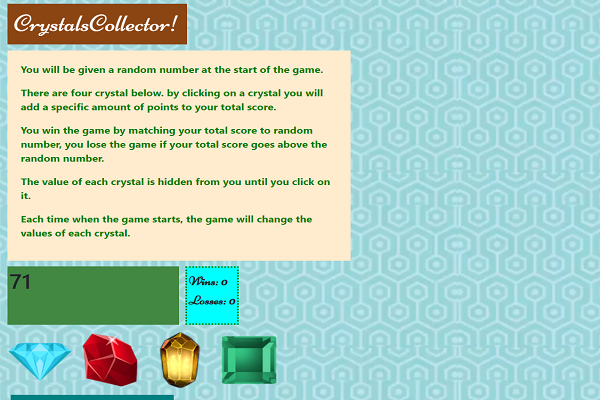 CrystalsCollector!
You will be given a random number at the start of the game.
There are four crystal below. by clicking on a crystal you will
add a specific amount of points to your total score.
You win the game by matching your total score to random
number, you lose the game if your total score goes above the
random number.
The value of each crystal is hidden from you until you click on
it.
Each time when the game starts, the game will change the
values of each crystal.
71
Wins: 0
Losses: 0